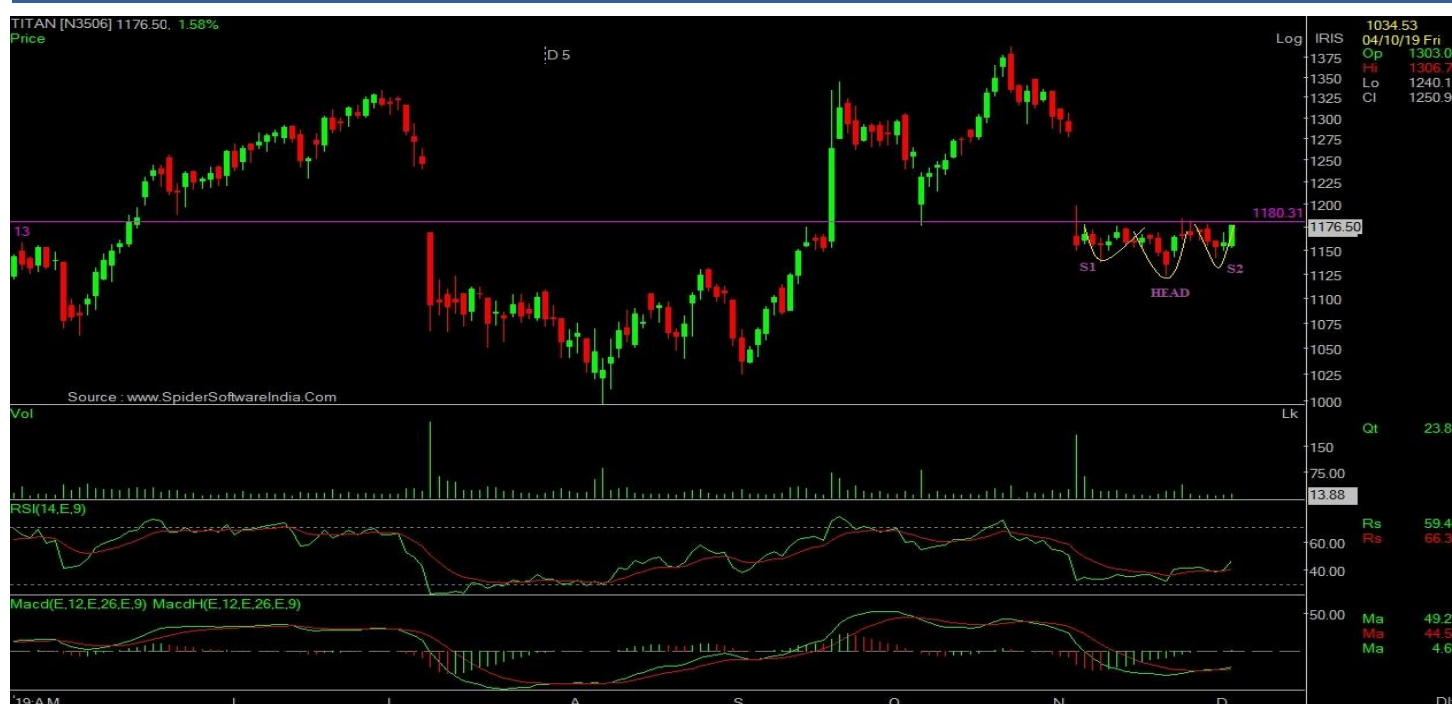 TITAN [N3506] 1176.50, 1.58%
Price
D 5
Log
IRIS
1034.53
04/10/19 Fri
Op 1303.0
Hi 1306.7
Lo 1240.1
Cl 1250.9
1375
1350
1325
1300
1275
1250
1225
1200
1180.31
13
1176.50
1150
1125
1100
1075
1050
1025
1000
S1
HEAD
S2
Source : www.SpiderSoftwareIndia.Com
Vol
Lk
Qt 23.8
150
75.00
13.88
RSI(14,E,9)
Rs 59.4
Rs 66.3
60.00
40.00
Macd(E,12,E,26,E,9) MacdH(E,12,E,26,E,9)
50.00
Ma 49.2
Ma 44.5
Ma 4.6
'19:A M J J A S O N D